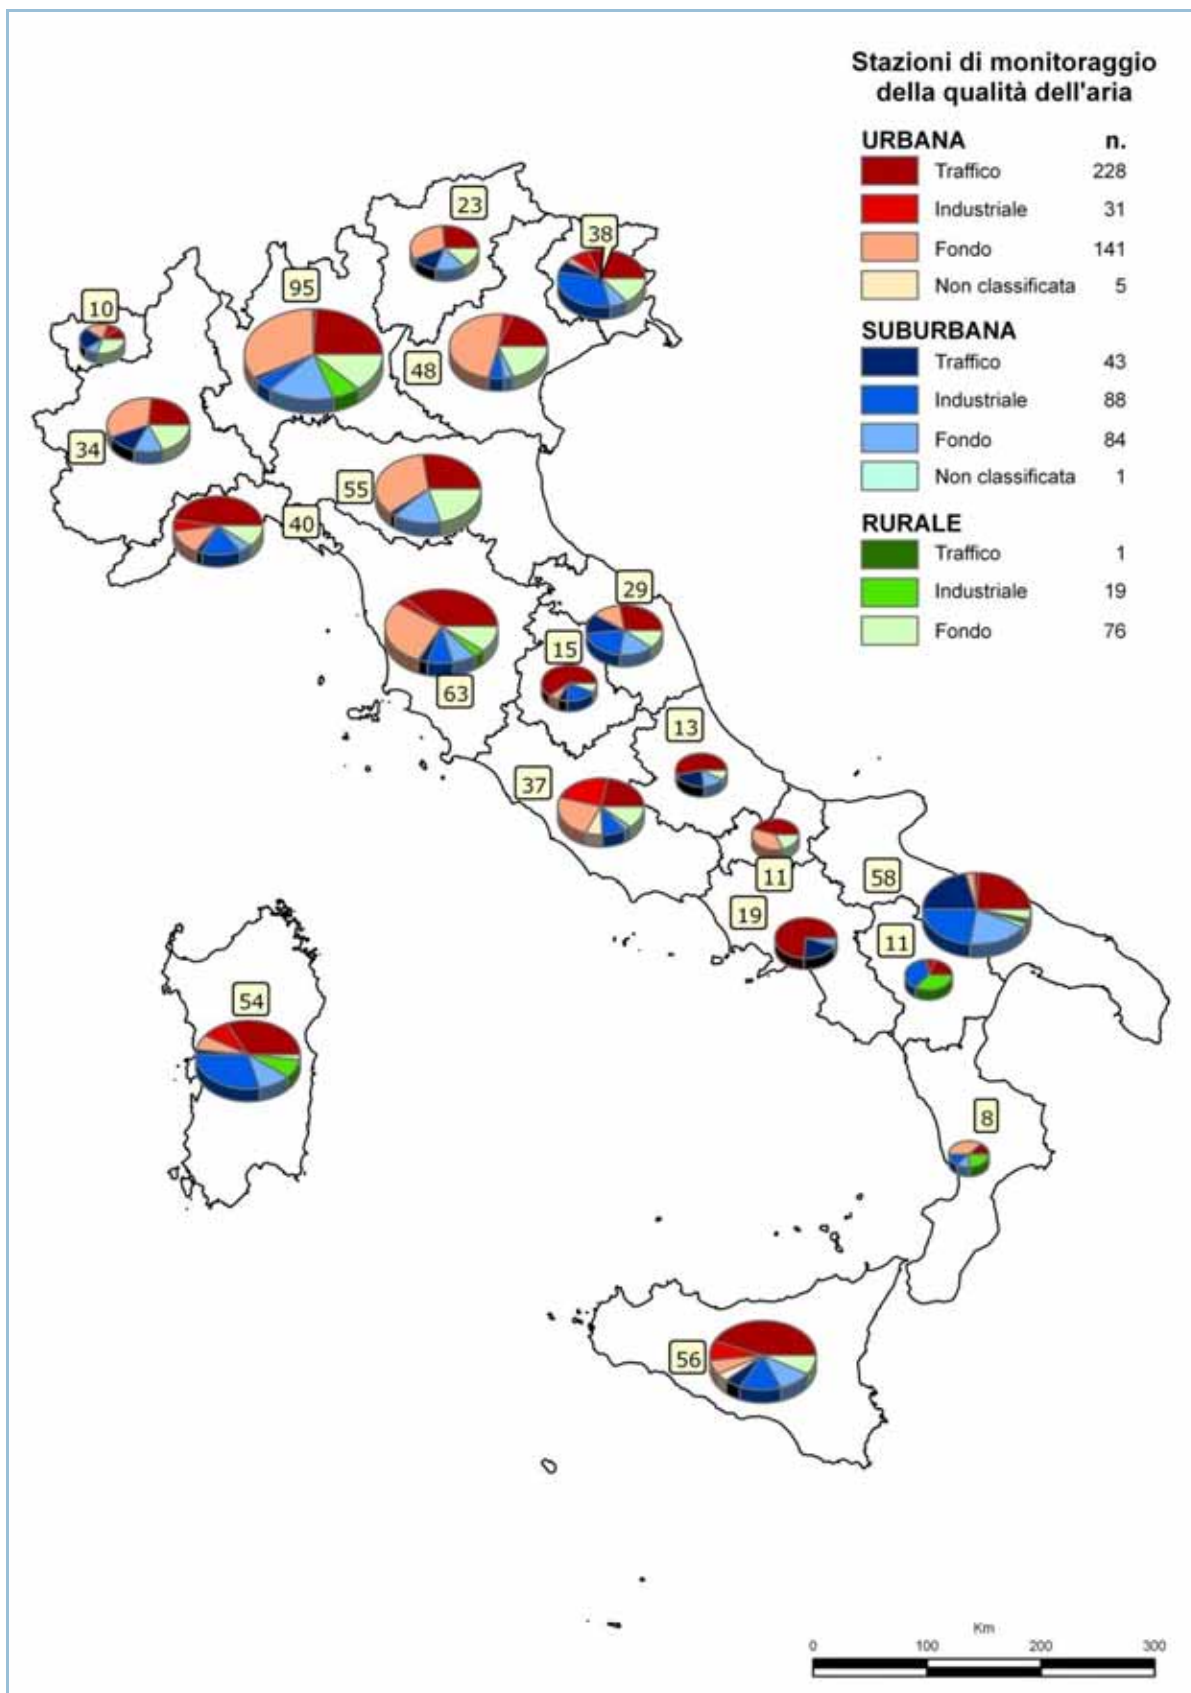 Stazioni di monitoraggio
della qualità dell'aria
URBANA n.
Traffico 228
Industriale 31
Fondo 141
Non classificata 5
SUBURBANA
Traffico 43
Industriale 88
Fondo 84
Non classificata 1
RURALE
Traffico 1
Industriale 19
Fondo 76
23
38
95
10
48
34
55
40
29
15
63
13
37
11
58
19
11
54
8
56
Km
0 100 200 300